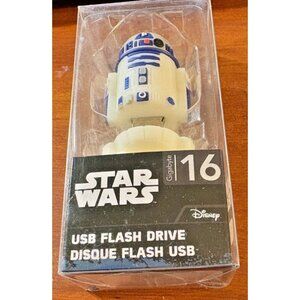 STAR
WARS
Gigabyte
16
Disney
USB FLASH DRIVE
DISQUE FLASH USB